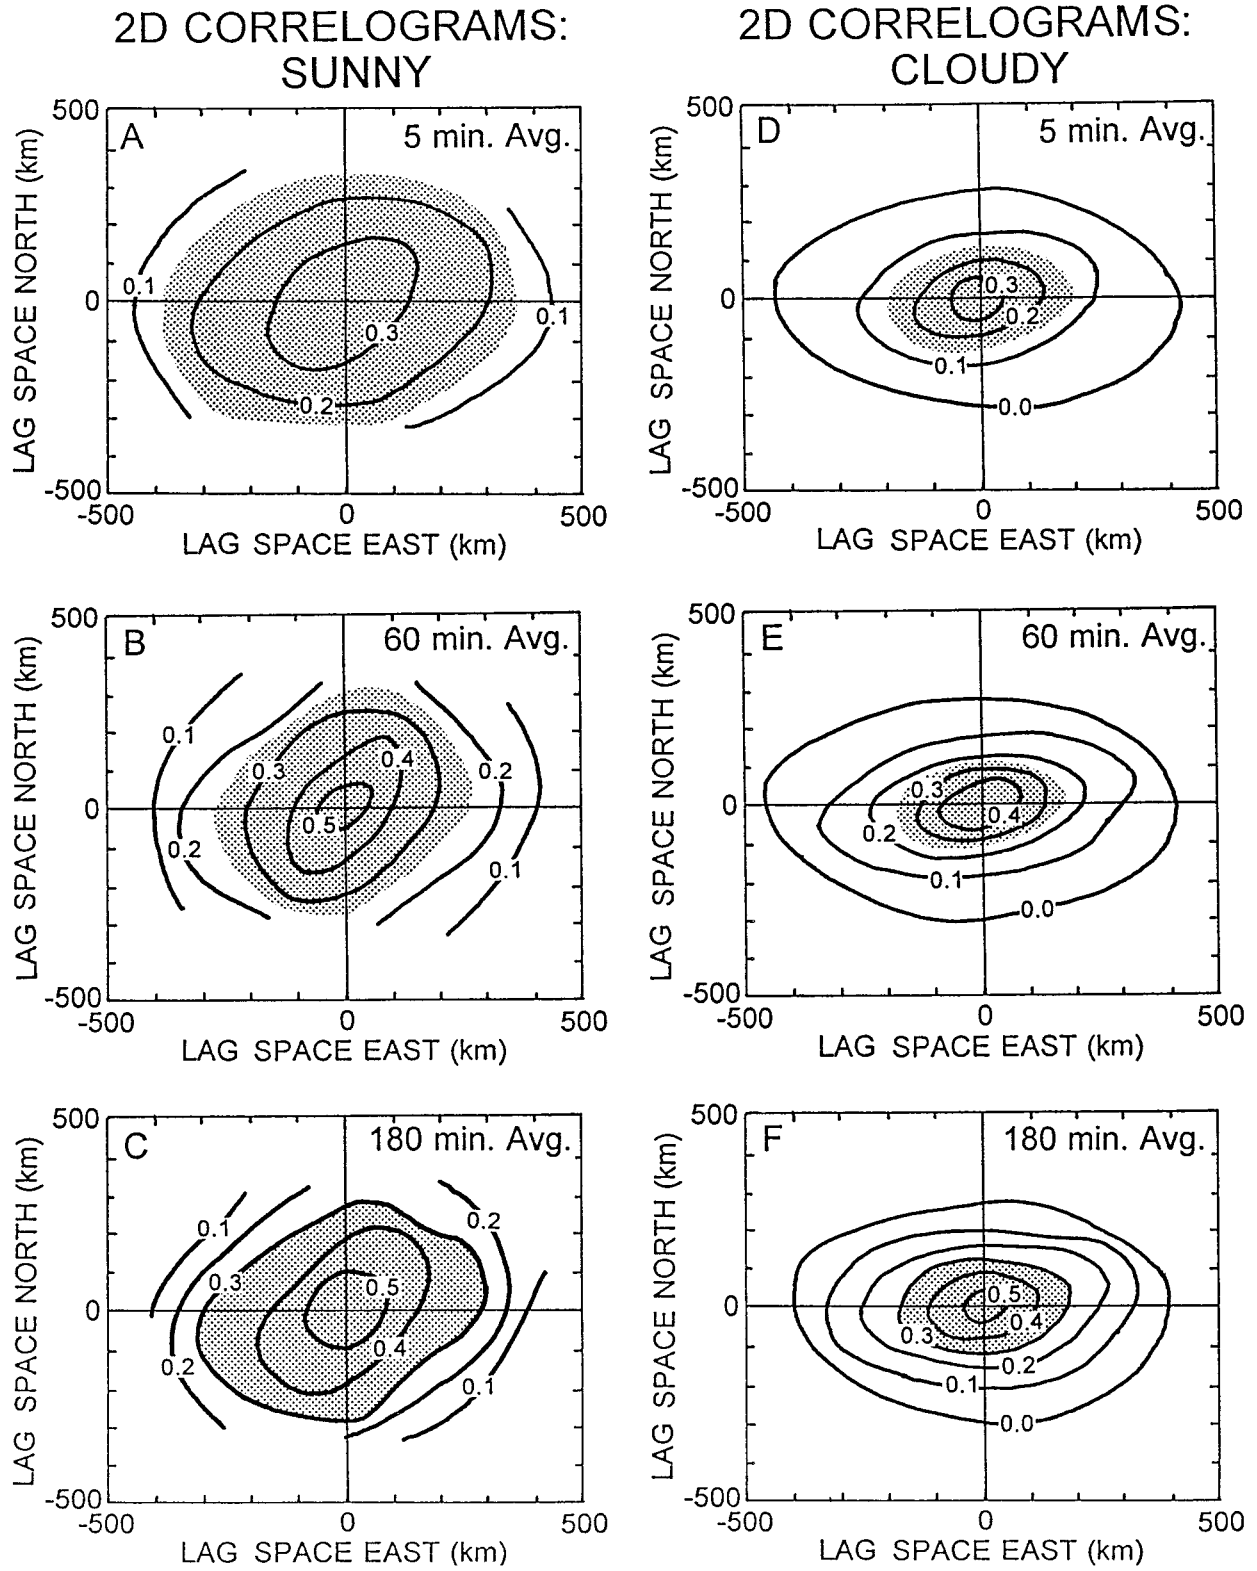 2D CORRELOGRAMS:
SUNNY
2D CORRELOGRAMS:
CLOUDY
A
5 min. Avg.
500
0
-500
LAG SPACE NORTH (km)
0.1
0.3
0.1
0.2
-500
0
500
LAG SPACE EAST (km)
D
5 min. Avg.
500
0
-500
LAG SPACE NORTH (km)
0.3
0.2
0.1
0.0
-500
0
500
LAG SPACE EAST (km)
B
60 min. Avg.
500
0
-500
LAG SPACE NORTH (km)
0.1
0.3
0.4
0.2
0.5
0.2
0.1
-500
0
500
LAG SPACE EAST (km)
E
60 min. Avg.
500
0
-500
LAG SPACE NORTH (km)
0.3
0.4
0.2
0.1
0.0
-500
0
500
LAG SPACE EAST (km)
C
180 min. Avg.
500
0
-500
LAG SPACE NORTH (km)
0.1
0.2
0.3
0.5
0.4
0.2
0.1
-500
0
500
LAG SPACE EAST (km)
F
180 min. Avg.
500
0
-500
LAG SPACE NORTH (km)
0.5
0.4
0.3
0.2
0.1
0.0
-500
0
500
LAG SPACE EAST (km)